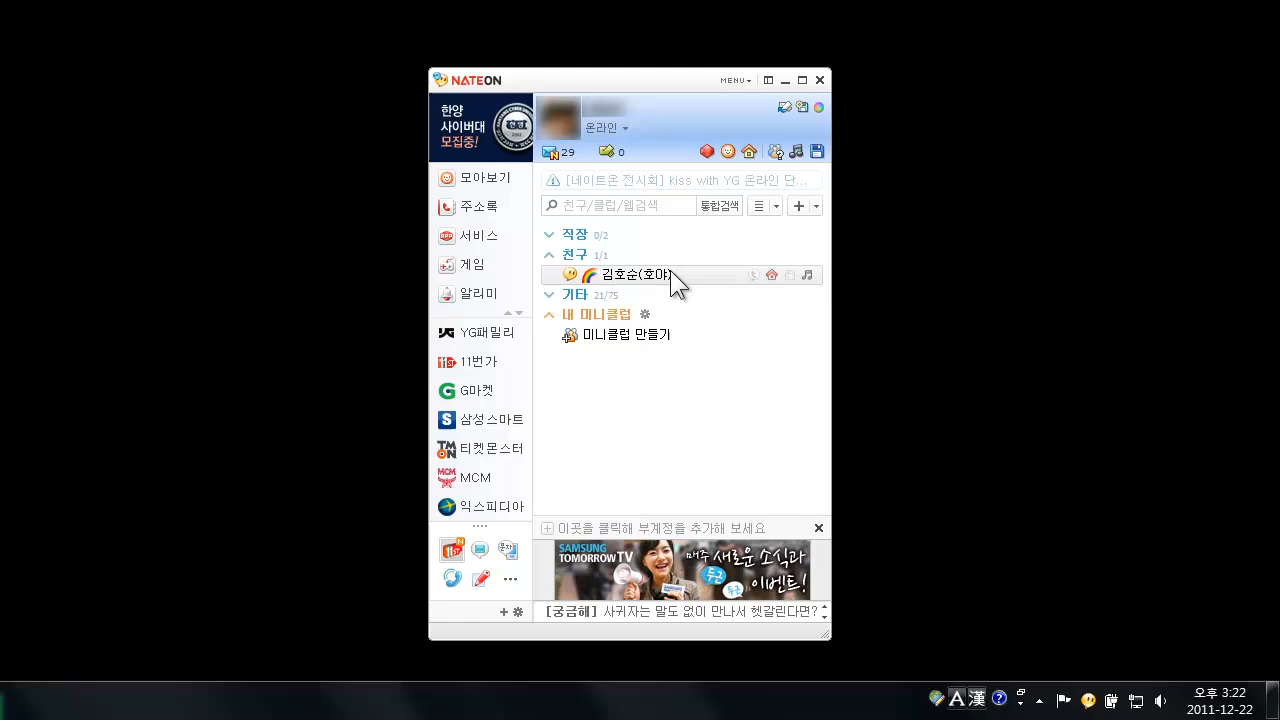 NATEON
MENU
한양
사이버대
모집중!
온라인
29
0
[네이트온 전시회] kiss with YG 온라인 단...
친구/클럽/웹검색
통합검색
모아보기
주소록
서비스
게임
알리미
YG패밀리
11번가
G마켓
삼성스마트
티켓몬스터
MCM
익스피디아
직장 0/2
친구 1/1
김호순(호야)
기타 21/75
내 미니클럽
미니클럽 만들기
이곳을 클릭해 부계정을 추가해 보세요
SAMSUNG
TOMORROW TV
매주 새로운 소식과
두근
두근
이벤트!
[궁금해] 사귀자는 말도 없이 만나서 헷갈린다면?
A 漢
오후 3:22
2011-12-22